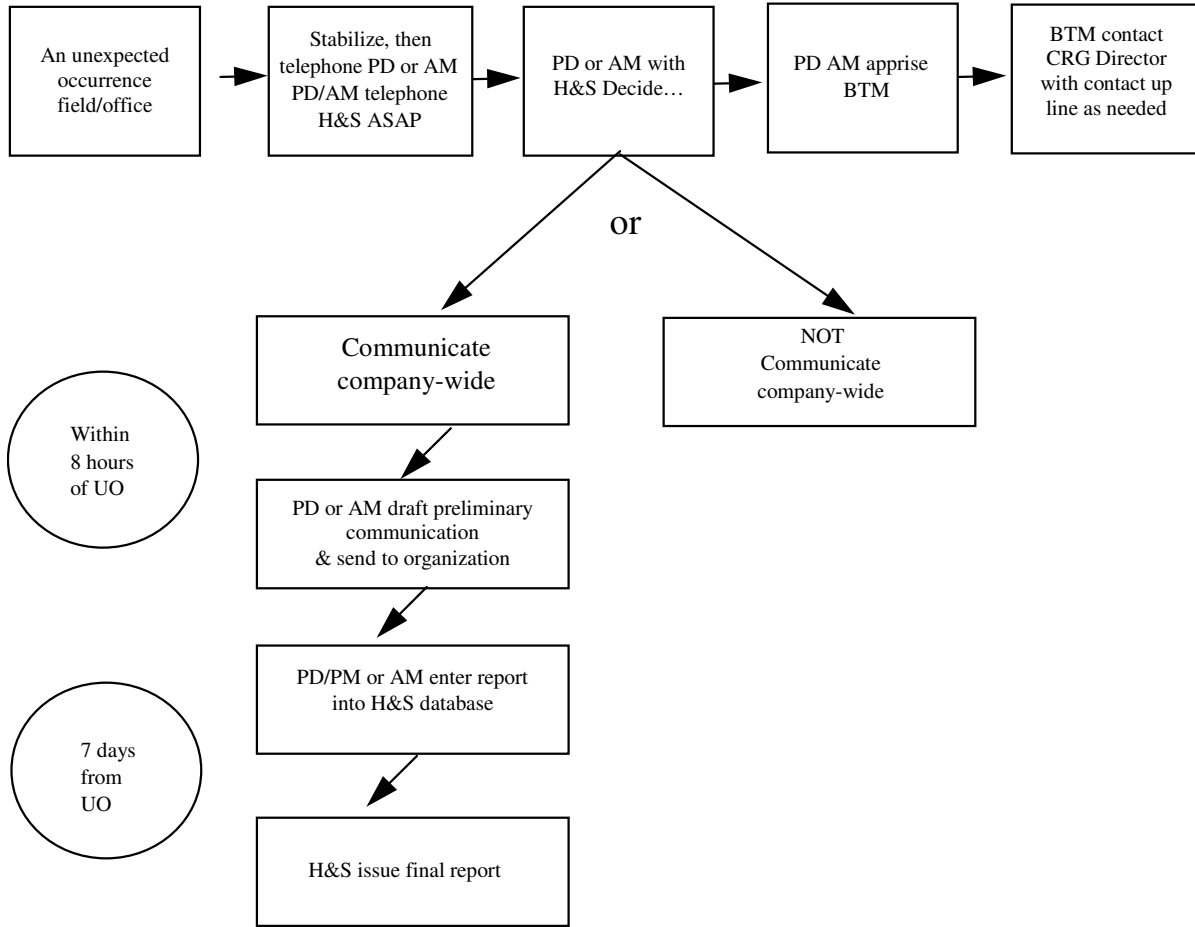 An unexpected
occurrence
field/office
Stabilize, then
telephone PD or AM
PD/AM telephone
H&S ASAP
PD or AM with
H&S Decide…
PD AM apprise
BTM
BTM contact
CRG Director
with contact up
line as needed
or
Communicate
company-wide
NOT
Communicate
company-wide
Within
8 hours
of UO
PD or AM draft preliminary
communication
& send to organization
PD/PM or AM enter report
into H&S database
7 days
from
UO
H&S issue final report